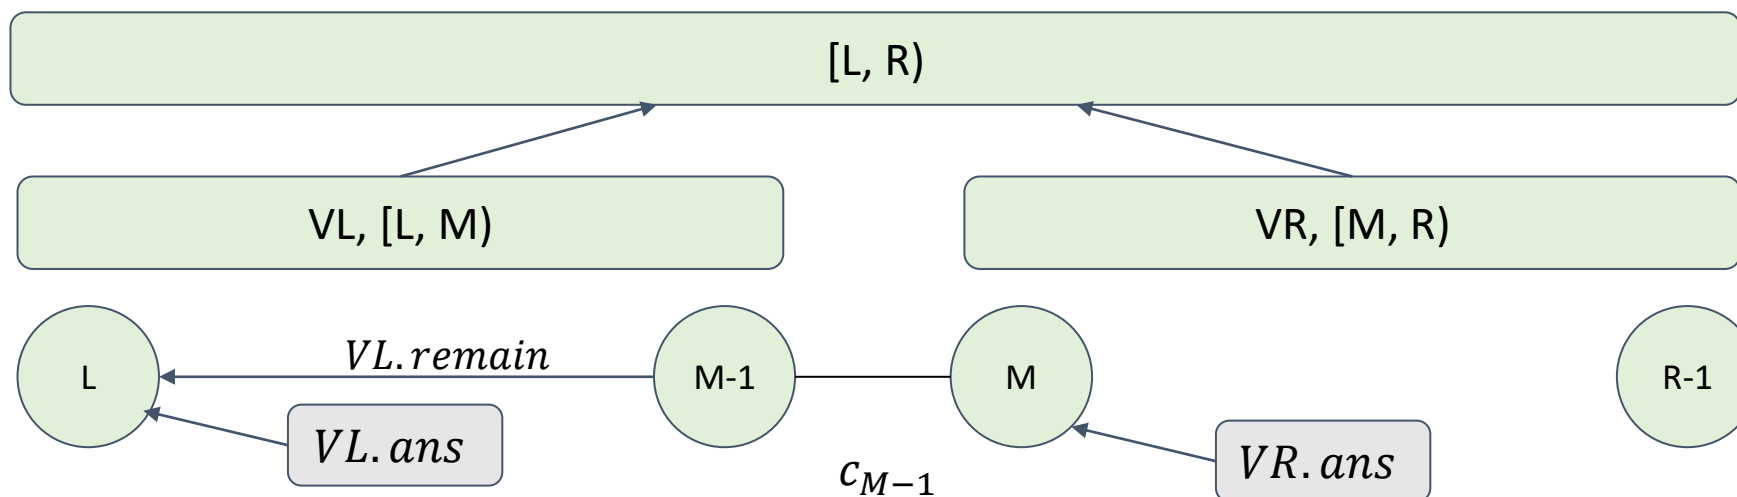 [L, R)
VL, [L, M)
VR, [M, R)
VL.remain
L
M-1
M
R-1
VL.ans
VR.ans
c_{M−1}